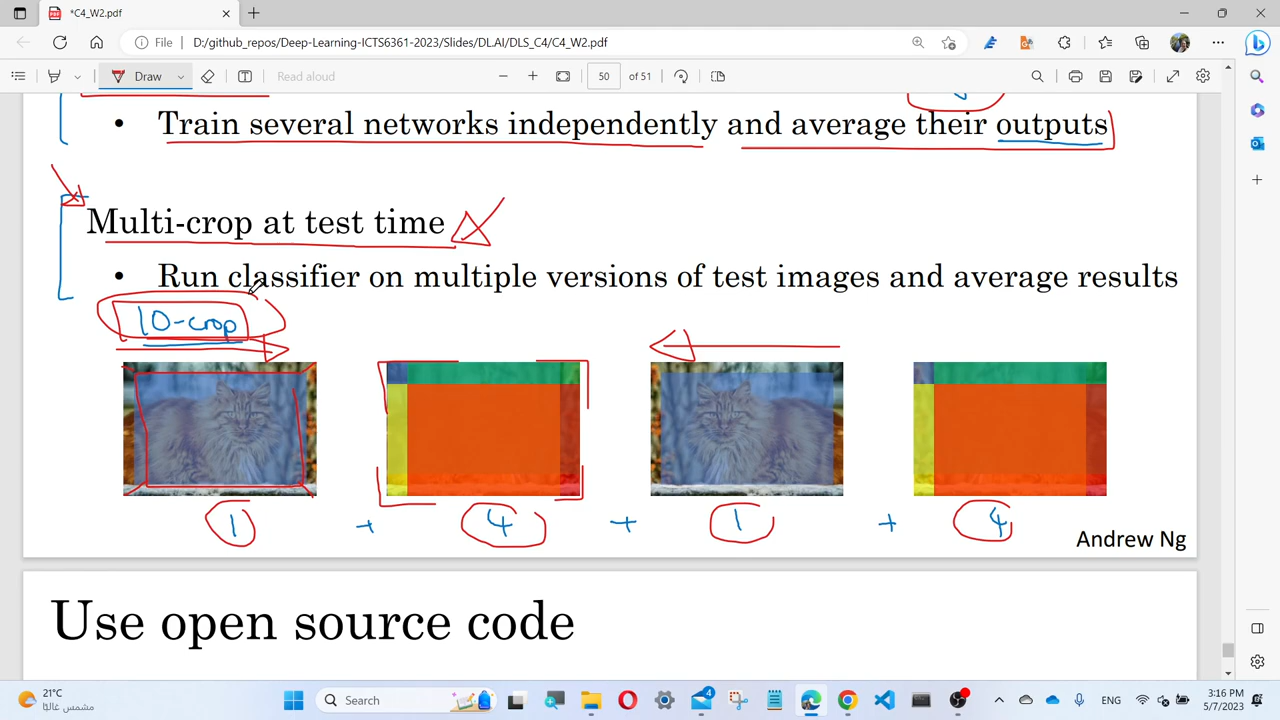 *C4_W2.pdf
File
D:/github_repos/Deep-Learning-ICTS6361-2023/Slides/DL.AI/DLS_C4/C4_W2.pdf
Draw
Read aloud
50 of 51
• Train several networks independently and average their outputs
Multi-crop at test time
• Run classifier on multiple versions of test images and average results
10-crop
1 + 4 + 1 + 4
Andrew Ng
Use open source code
21°C
مشمس غالبًا
Search
4
ENG
3:16 PM
5/7/2023